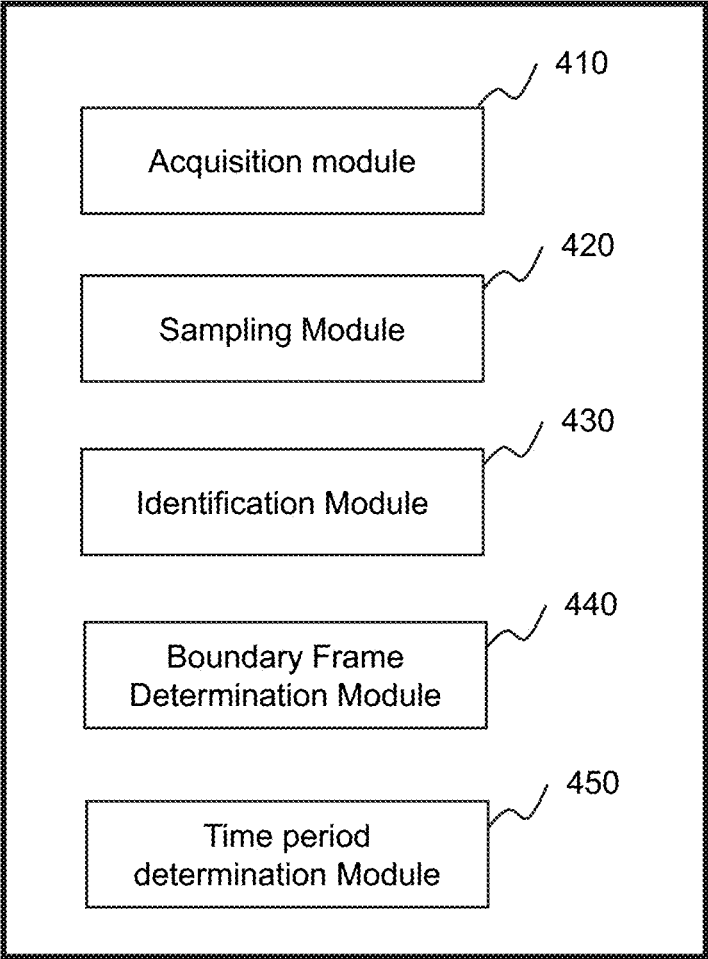 410
Acquisition module
420
Sampling Module
430
Identification Module
440
Boundary Frame
Determination Module
450
Time period
determination Module